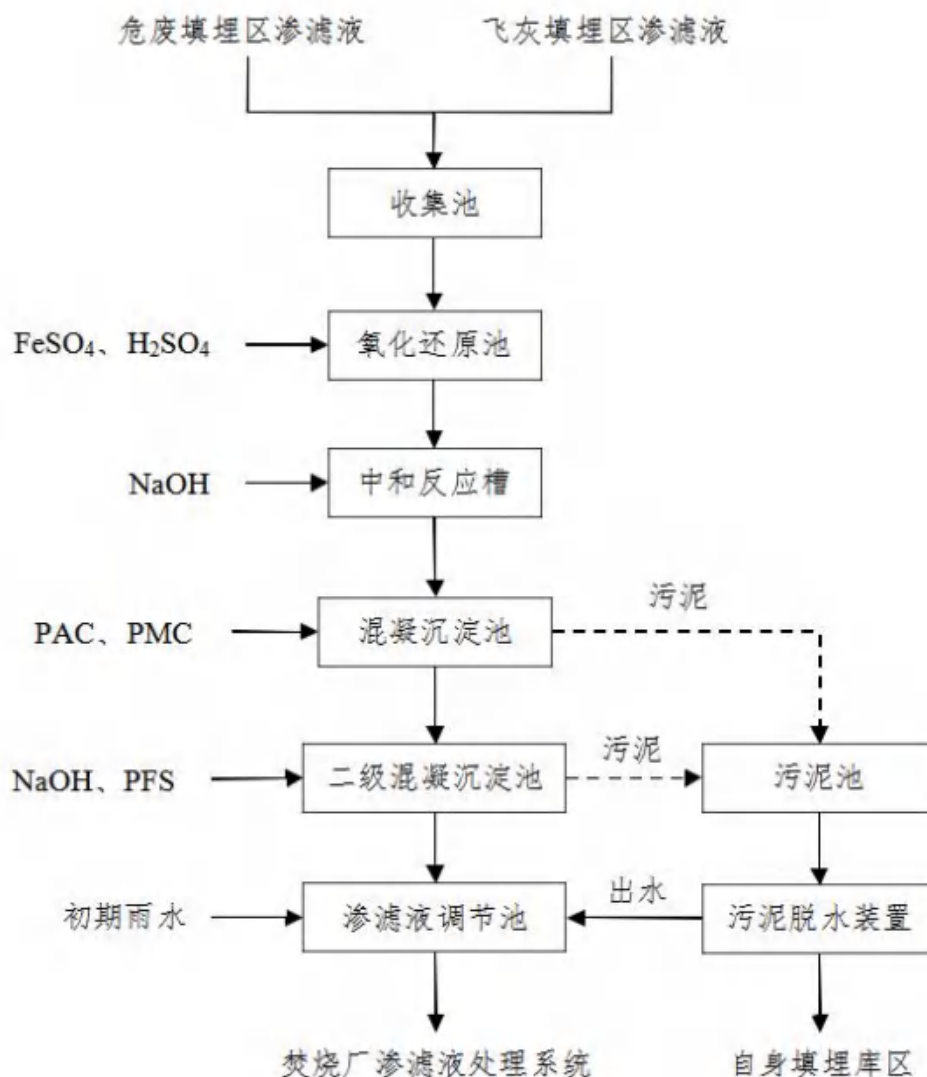 危废填埋区渗滤液
飞灰填埋区渗滤液
收集池
FeSO₄、H₂SO₄
氧化还原池
NaOH
中和反应槽
污泥
PAC、PMC
混凝沉淀池
污泥
NaOH、PFS
二级混凝沉淀池
污泥池
出水
初期雨水
渗滤液调节池
污泥脱水装置
焚烧厂渗滤液处理系统
自身填埋库区